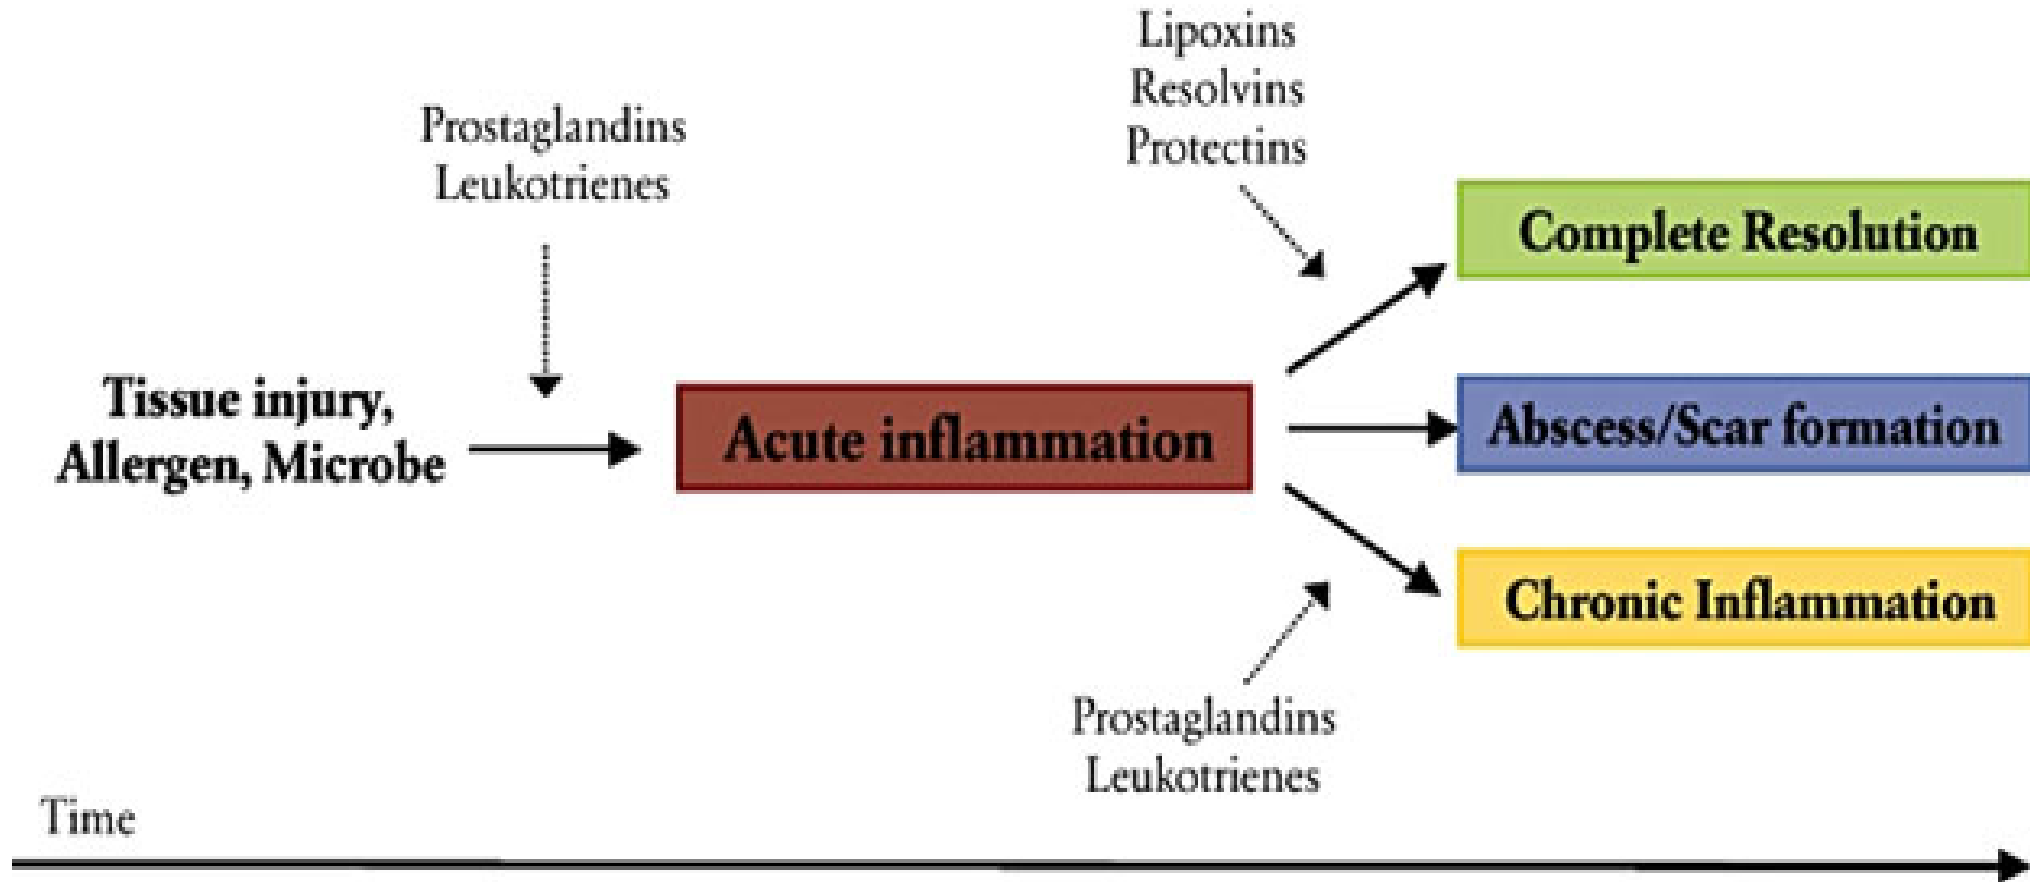 Lipoxins
Resolvins
Protectins
Prostaglandins
Leukotrienes
Complete Resolution
Tissue injury,
Allergen, Microbe
Acute inflammation
Abscess/Scar formation
Chronic Inflammation
Prostaglandins
Leukotrienes
Time